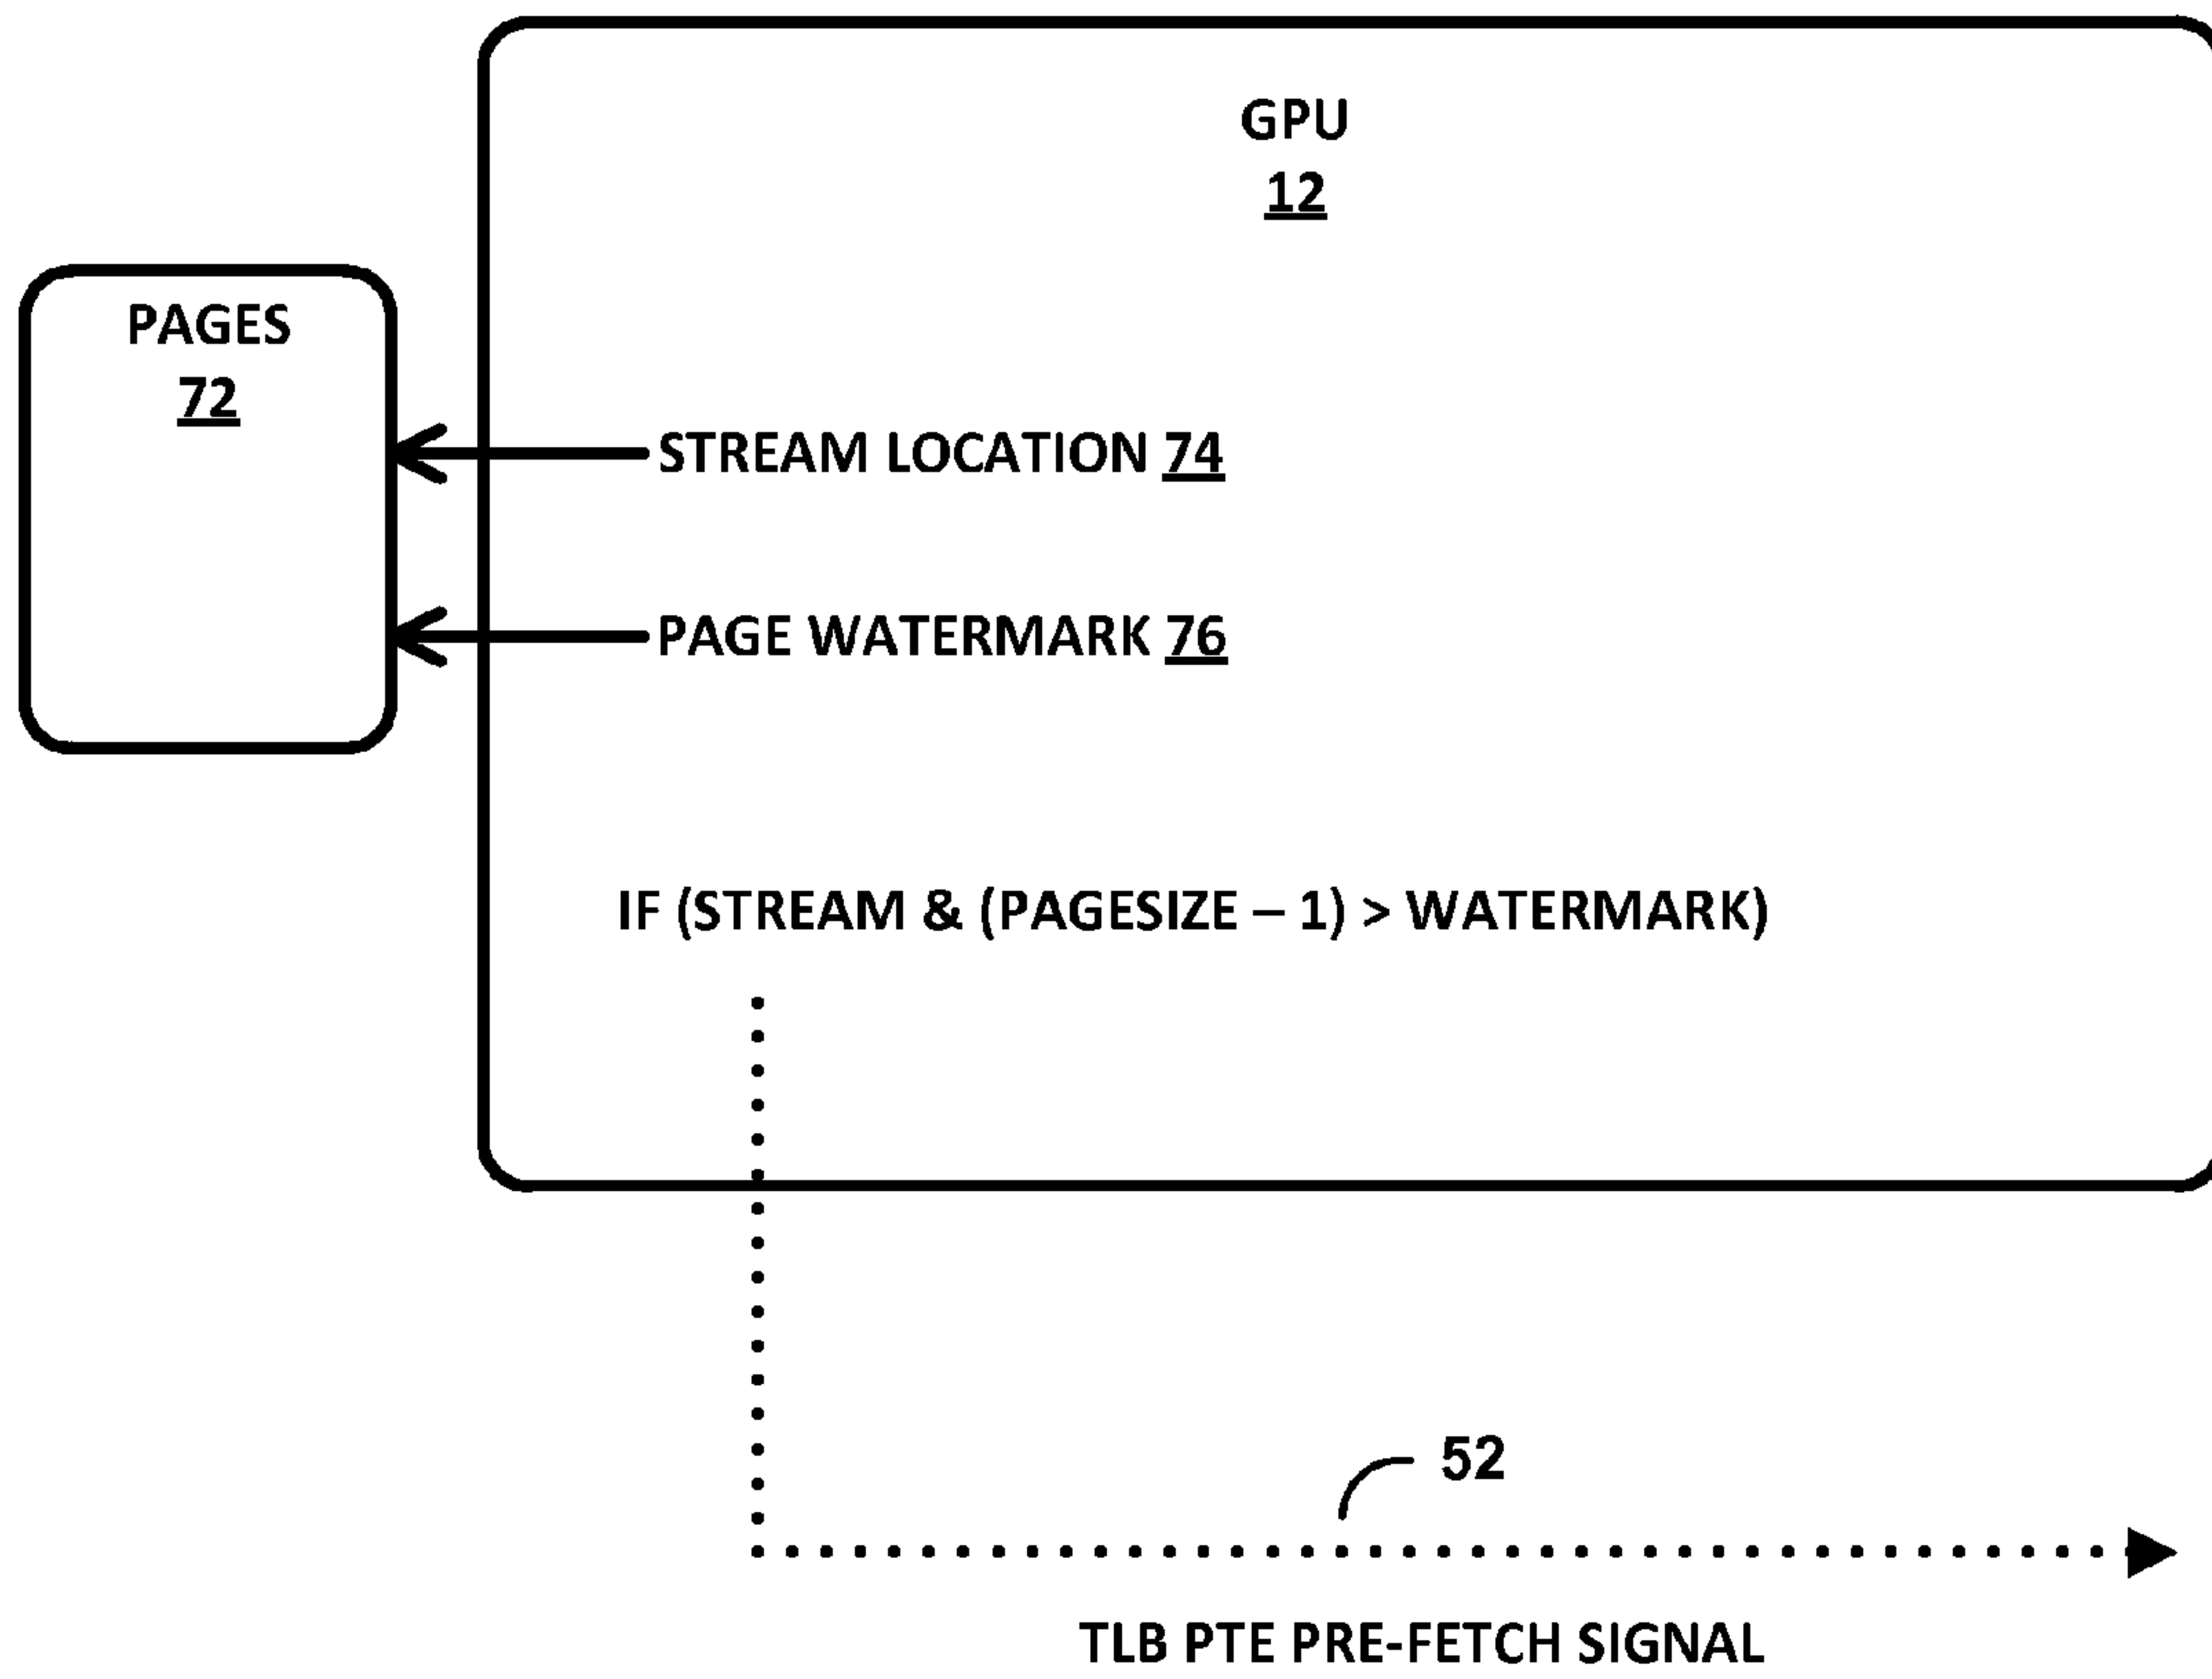 GPU
12
PAGES
72
STREAM LOCATION 74
PAGE WATERMARK 76
IF (STREAM & (PAGESIZE – 1) > WATERMARK)
52
TLB PTE PRE-FETCH SIGNAL